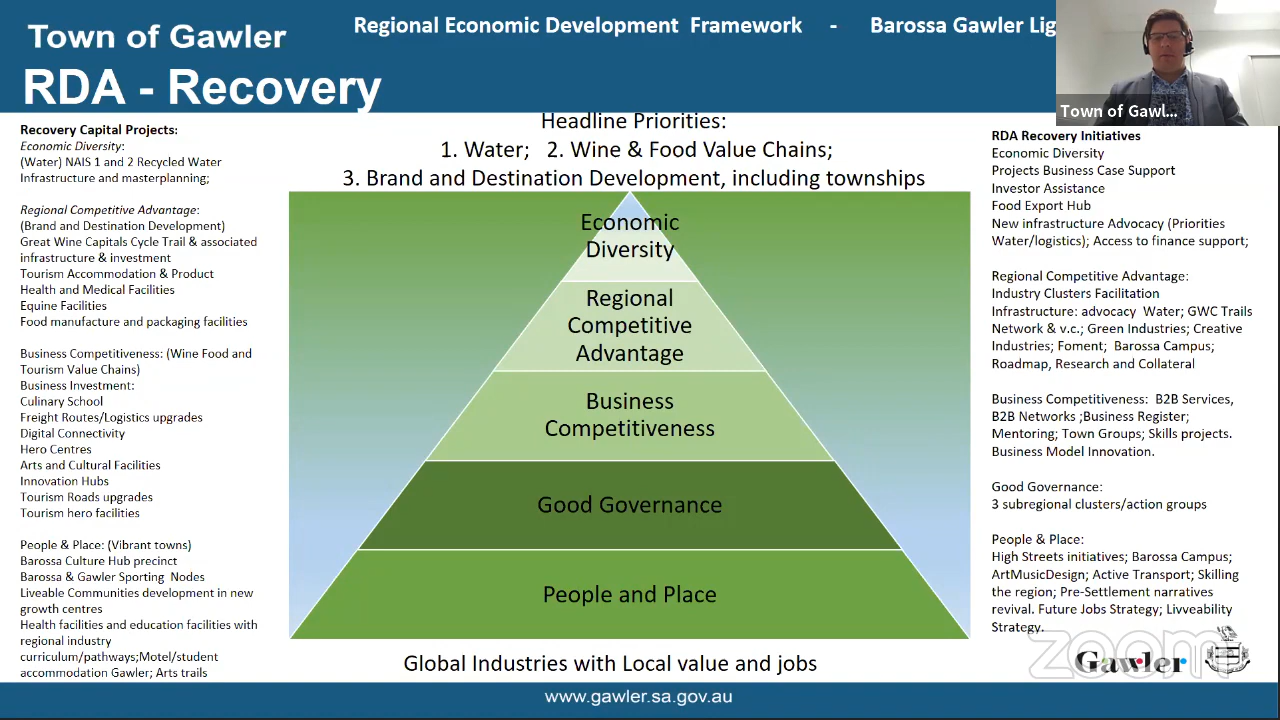 Town of Gawler
RDA - Recovery
Regional Economic Development Framework - Barossa Gawler Lig
Town of Gawl...
Recovery Capital Projects:
Economic Diversity:
(Water) NAIS 1 and 2 Recycled Water
Infrastructure and masterplanning;
Regional Competitive Advantage:
(Brand and Destination Development)
Great Wine Capitals Cycle Trail & associated
infrastructure & investment
Tourism Accommodation & Product
Health and Medical Facilities
Equine Facilities
Food manufacture and packaging facilities
Business Competitveness: (Wine Food and
Tourism Value Chains)
Business Investment:
Culinary School
Freight Routes/Logistics upgrades
Digital Connectivity
Hero Centres
Arts and Cultural Facilities
Innovation Hubs
Tourism Roads upgrades
Tourism hero facilities
People & Place: (Vibrant towns)
Barossa Culture Hub precinct
Barossa & Gawler Sporting Nodes
Liveable Communities development in new
growth centres
Health facilities and education facilities with
regional industry
curriculum/pathways;Motel/student
accommodation Gawler; Arts trails
Headline Priorities:
1. Water; 2. Wine & Food Value Chains;
3. Brand and Destination Development, including townships
Economic
Diversity
Regional
Competitive
Advantage
Business
Competitiveness
Good Governance
People and Place
Global Industries with Local value and jobs
RDA Recovery Initiatives
Economic Diversity
Projects Business Case Support
Investor Assistance
Food Export Hub
New infrastructure Advocacy (Priorities
Water/logistics); Access to finance support;
Regional Competitive Advantage:
Industry Clusters Facilitation
Infrastructure: advocacy Water; GWC Trails
Network & v.c.; Green Industries; Creative
Industries; Foment; Barossa Campus;
Roadmap, Research and Collateral
Business Competitiveness: B2B Services,
B2B Networks ;Business Register;
Mentoring; Town Groups; Skills projects.
Business Model Innovation.
Good Governance:
3 subregional clusters/action groups
People & Place:
High Streets initiatives; Barossa Campus;
ArtMusicDesign; Active Transport; Skilling
the region; Pre-Settlement narratives
revival. Future Jobs Strategy; Livveability
Strategy.
zoom
Gawler
www.gawler.sa.gov.au